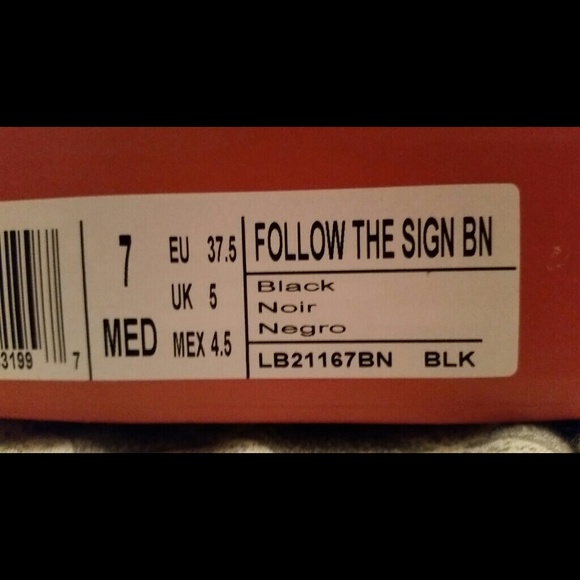 3199 7
7
MED
EU 37.5
UK 5
MEX 4.5
FOLLOW THE SIGN BN
Black
Noir
Negro
LB21167BN BLK